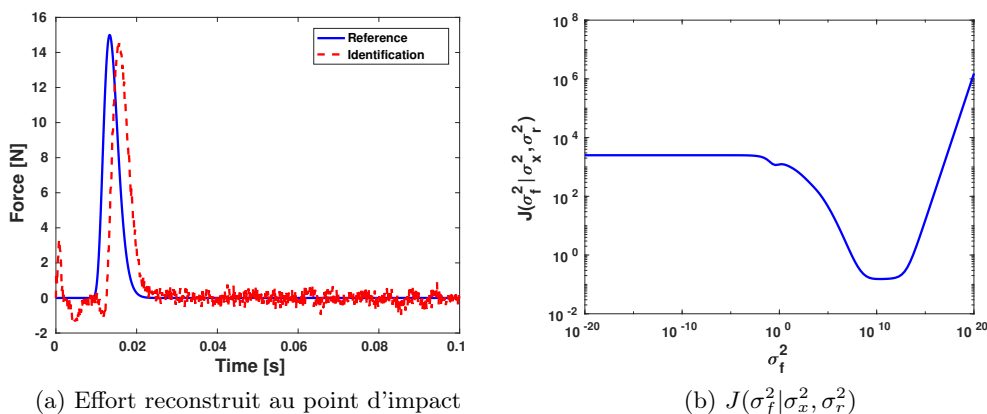 Reference
Identification
16
14
12
10
8
6
4
2
0
-2
Force [N]
0 0.02 0.04 0.06 0.08 0.1
Time [s]
(a) Effort reconstruit au point d'impact
10^8
10^6
10^4
10^2
10^0
10^-2
J(σ_f^2 | σ_x^2, σ_r^2)
10^-20 10^-10 10^0 10^10 10^20
σ_f^2
(b) J(σ_f^2|σ_x^2, σ_r^2)